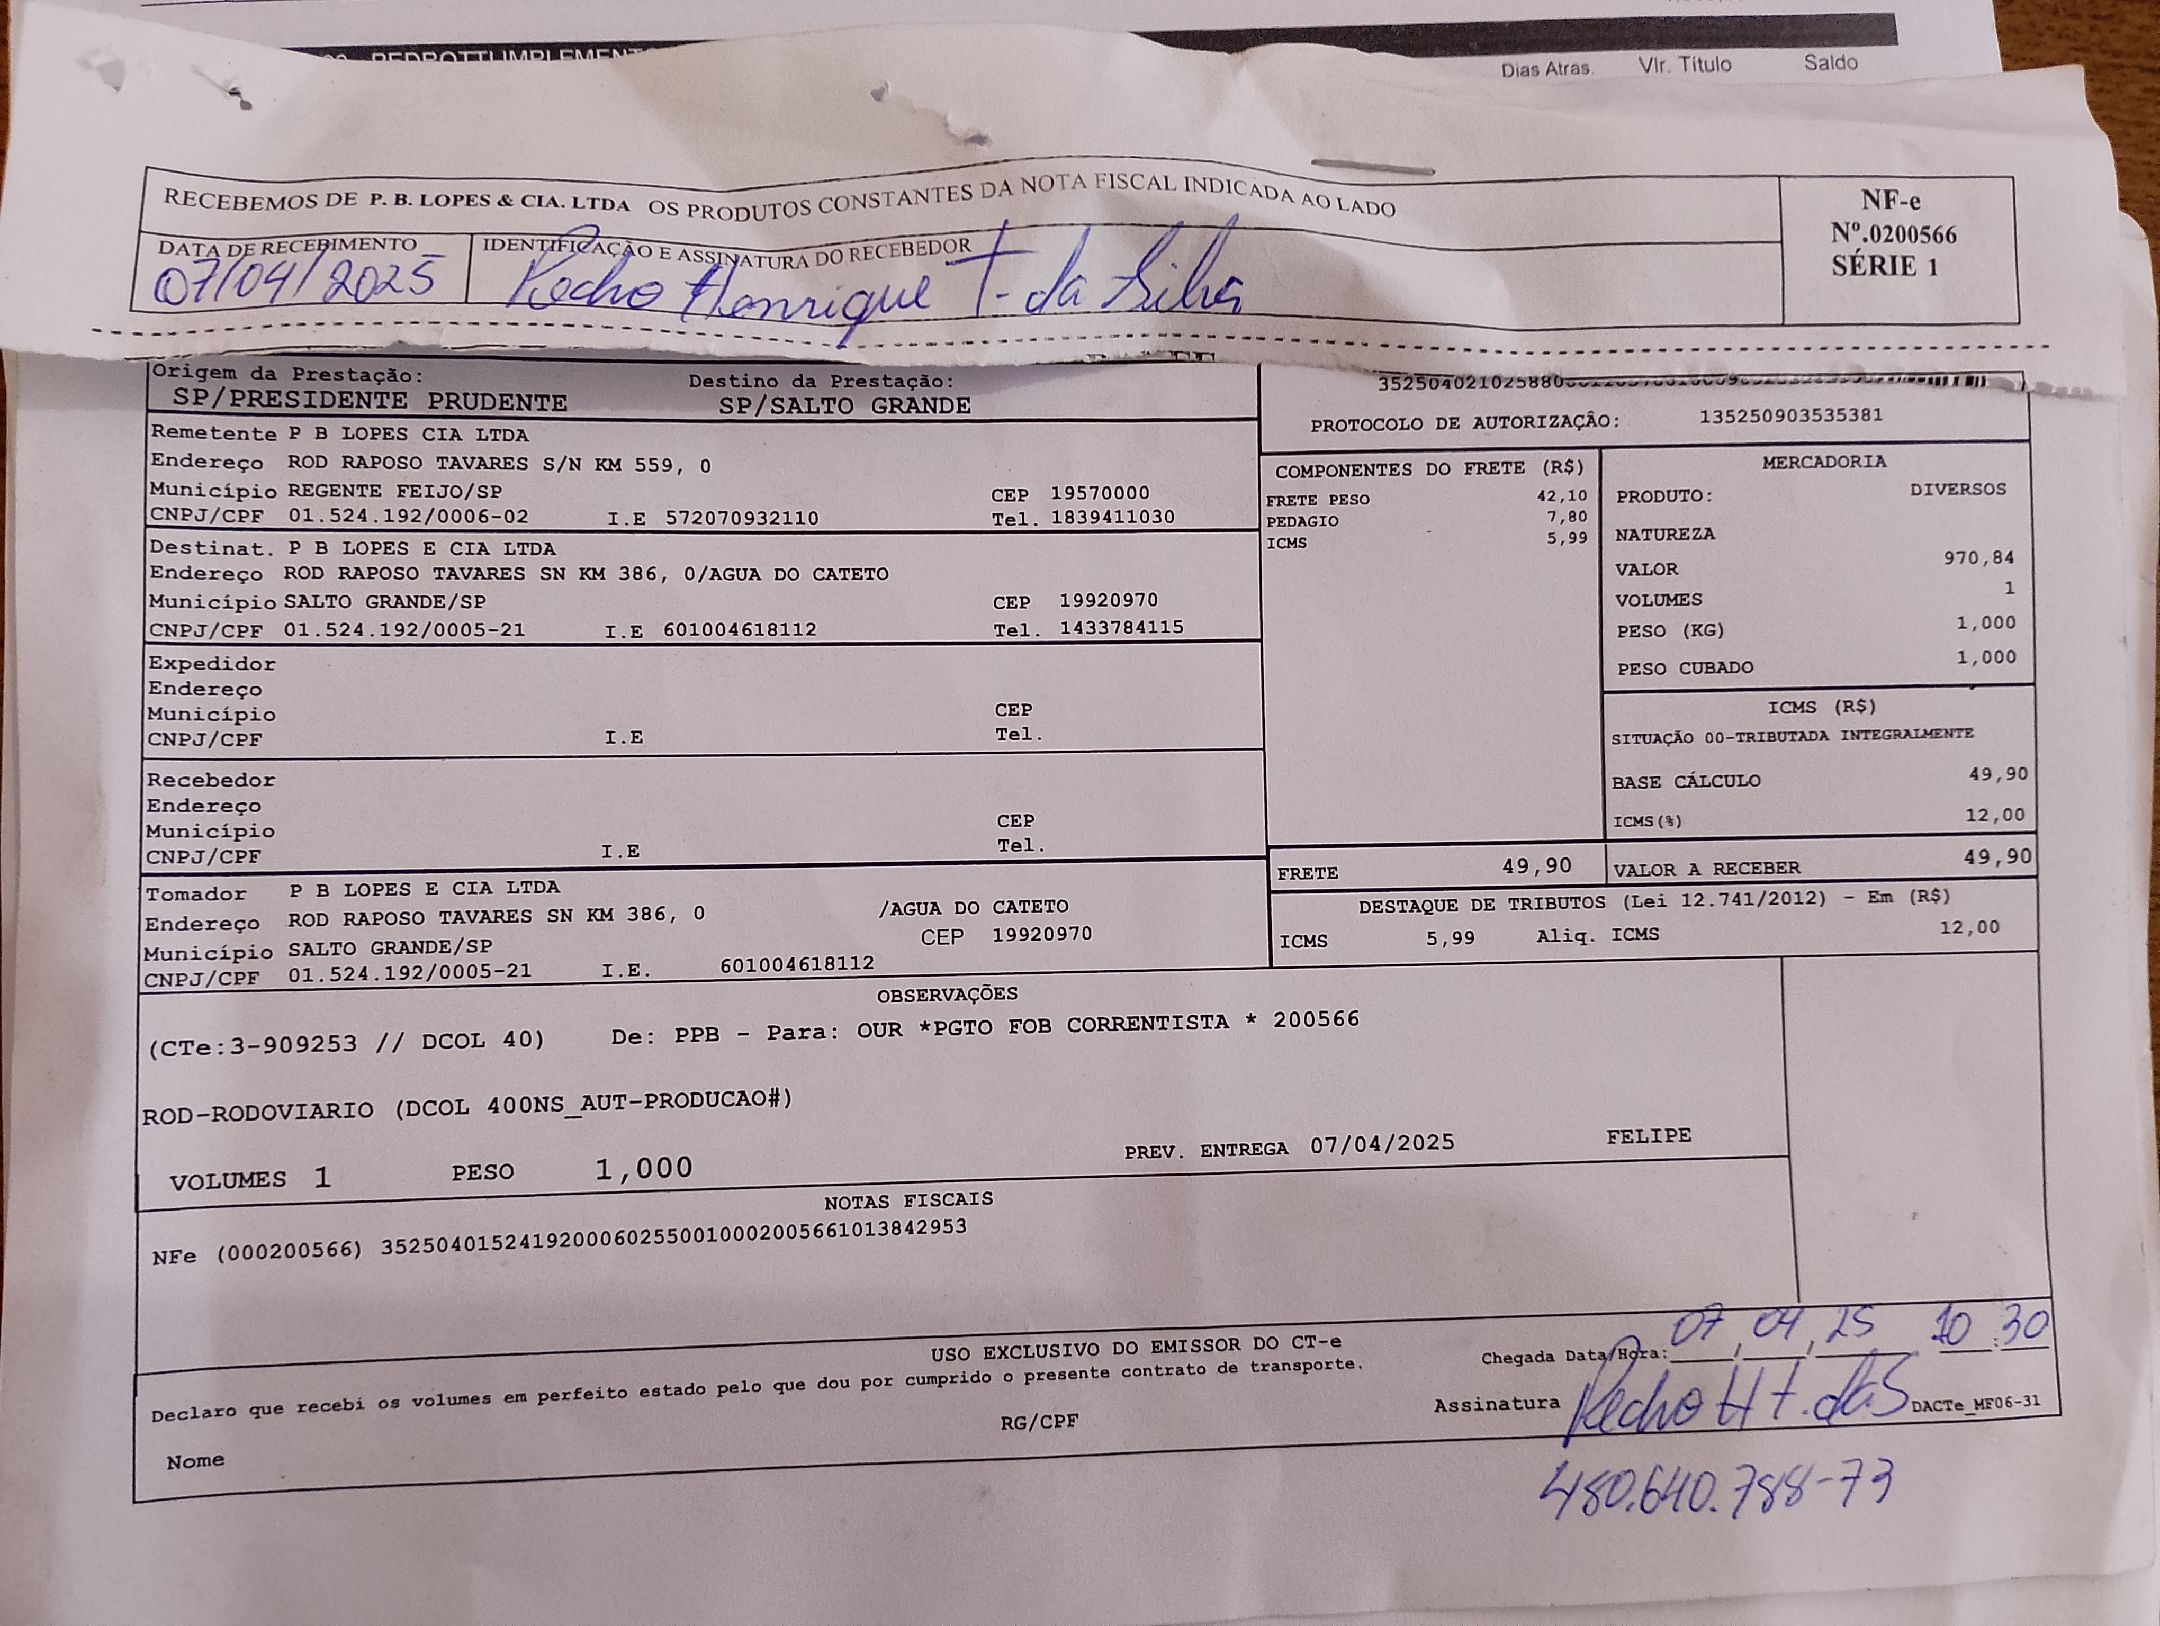 PEDROTTI IMPLEMENT
Dias Atras. Vlr. Título Saldo
RECEBEMOS DE P. B. LOPES & CIA. LTDA OS PRODUTOS CONSTANTES DA NOTA FISCAL INDICADA AO LADO
NF-e
Nº.0200566
SÉRIE 1
DATA DE RECEBIMENTO IDENTIFICAÇÃO E ASSINATURA DO RECEBEDOR
07/04/2025 Pedro Henrique T. da Silva
Origem da Prestação: Destino da Prestação:
SP/PRESIDENTE PRUDENTE SP/SALTO GRANDE
PROTOCOLO DE AUTORIZAÇÃO: 135250903535381
Remetente P B LOPES CIA LTDA
Endereço ROD RAPOSO TAVARES S/N KM 559, 0
Município REGENTE FEIJO/SP CEP 19570000
CNPJ/CPF 01.524.192/0006-02 I.E 572070932110 Tel. 1839411030
Destinat. P B LOPES E CIA LTDA
Endereço ROD RAPOSO TAVARES SN KM 386, 0/AGUA DO CATETO
Município SALTO GRANDE/SP CEP 19920970
CNPJ/CPF 01.524.192/0005-21 I.E 601004618112 Tel. 1433784115
Expedidor
Endereço
Município CEP
CNPJ/CPF I.E Tel.
Recebedor
Endereço
Município CEP
CNPJ/CPF I.E Tel.
Tomador P B LOPES E CIA LTDA
Endereço ROD RAPOSO TAVARES SN KM 386, 0 /AGUA DO CATETO
Município SALTO GRANDE/SP CEP 19920970
CNPJ/CPF 01.524.192/0005-21 I.E. 601004618112
COMPONENTES DO FRETE (R$)
FRETE PESO 42,10
PEDAGIO 7,80
ICMS 5,99
MERCADORIA
PRODUTO: DIVERSOS
NATUREZA
VALOR 970,84
VOLUMES 1
PESO (KG) 1,000
PESO CUBADO 1,000
ICMS (R$)
SITUAÇÃO 00-TRIBUTADA INTEGRALMENTE
BASE CÁLCULO 49,90
ICMS(%) 12,00
FRETE 49,90 VALOR A RECEBER 49,90
DESTAQUE DE TRIBUTOS (Lei 12.741/2012) - Em (R$)
ICMS 5,99 Aliq. ICMS 12,00
OBSERVAÇÕES
(CTe:3-909253 // DCOL 40) De: PPB - Para: OUR *PGTO FOB CORRENTISTA * 200566
ROD-RODOVIARIO (DCOL 400NS_AUT-PRODUCAO#)
VOLUMES 1 PESO 1,000 PREV. ENTREGA 07/04/2025 FELIPE
NOTAS FISCAIS
NFe (000200566) 35250401524192000602550010002005661013842953
USO EXCLUSIVO DO EMISSOR DO CT-e
Declaro que recebi os volumes em perfeito estado pelo que dou por cumprido o presente contrato de transporte.
Chegada Data/Hora: 07/04/25 10:30
Nome RG/CPF Assinatura Pedro H T. da S DACTe_MF06-31
480.640.788-73